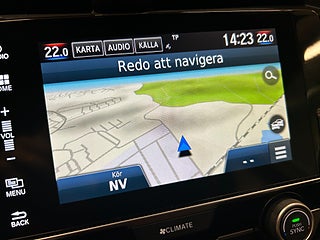 TP
22.0 KARTA AUDIO KÄLLA 14:23 22.0
Redo att navigera
HOME
+
VOL
−
MENU
BACK
Kör
NV
--
CLIMATE
SYNC